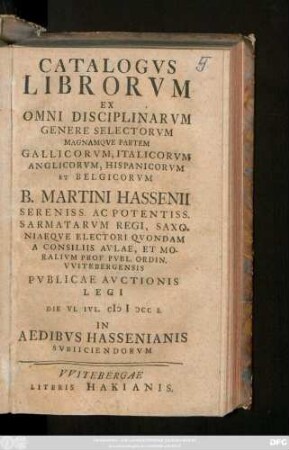 CATALOGVS
LIBRORVM
EX
OMNI DISCIPLINARVM
GENERE SELECTORVM
MAGNAMQVE PARTEM
GALLICORVM, ITALICORVM
ANGLICORVM, HISPANICORVM
ET BELGICORVM
B. MARTINI HASSENII
SERENISS. AC POTENTISS.
SARMATARVM REGI, SAXO-
NIAEQVE ELECTORI QVONDAM
A CONSILIIS AVLAE, ET MO-
RALIVM PROF PVBL. ORDIN.
VVITEBERGENSIS
PVBLICAE AVCTIONIS
LEGI
DIE VI. IVL. cIↃ IↃCC L
IN
AEDIBVS HASSENIANIS
SVBIICIENDORVM
VVITEBERGAE
LITERIS HAKIANIS.